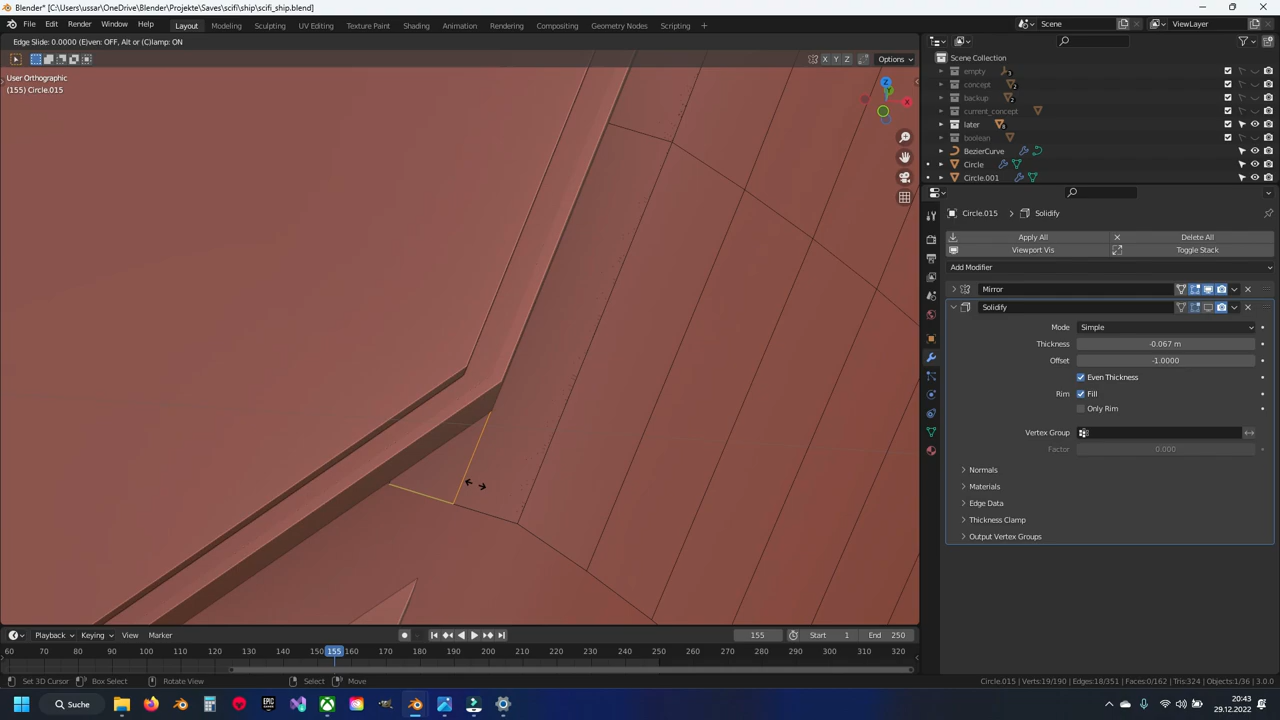 Blender* [C:\Users\ussar\OneDrive\Blender\Projekte\Saves\scifi\ship\scifi_ship.blend]
File Edit Render Window Help
Layout Modeling Sculpting UV Editing Texture Paint Shading Animation Rendering Compositing Geometry Nodes Scripting +
Scene
ViewLayer
Edge Slide: 0.0000 (E)ven: OFF, Alt or (C)lamp: ON
X Y Z Options
User Orthographic
(155) Circle.015
Z
X
Scene Collection
empty 3
concept 2
backup 2
current_concept
later 8
boolean
BezierCurve
Circle
Circle.001
Circle.015 > Solidify
Apply All
Delete All
Viewport Vis
Toggle Stack
Add Modifier
Mirror
Solidify
Mode Simple
Thickness -0.067 m
Offset -1.0000
Even Thickness
Rim Fill
Only Rim
Vertex Group
Factor 0.000
Normals
Materials
Edge Data
Thickness Clamp
Output Vertex Groups
Playback Keying View Marker
155
Start 1
End 250
60 70 80 90 100 110 120 130 140 150 155 160 170 180 190 200 210 220 230 240 250 260 270 280 290 300 310 320 330 340
Set 3D Cursor Box Select Rotate View Select Move
Circle.015 | Verts:19/190 | Edges:18/351 | Faces:0/162 | Tris:324 | Objects:1/36 | 3.0.0
Suche
EPIC GAMES
20:43
29.12.2022